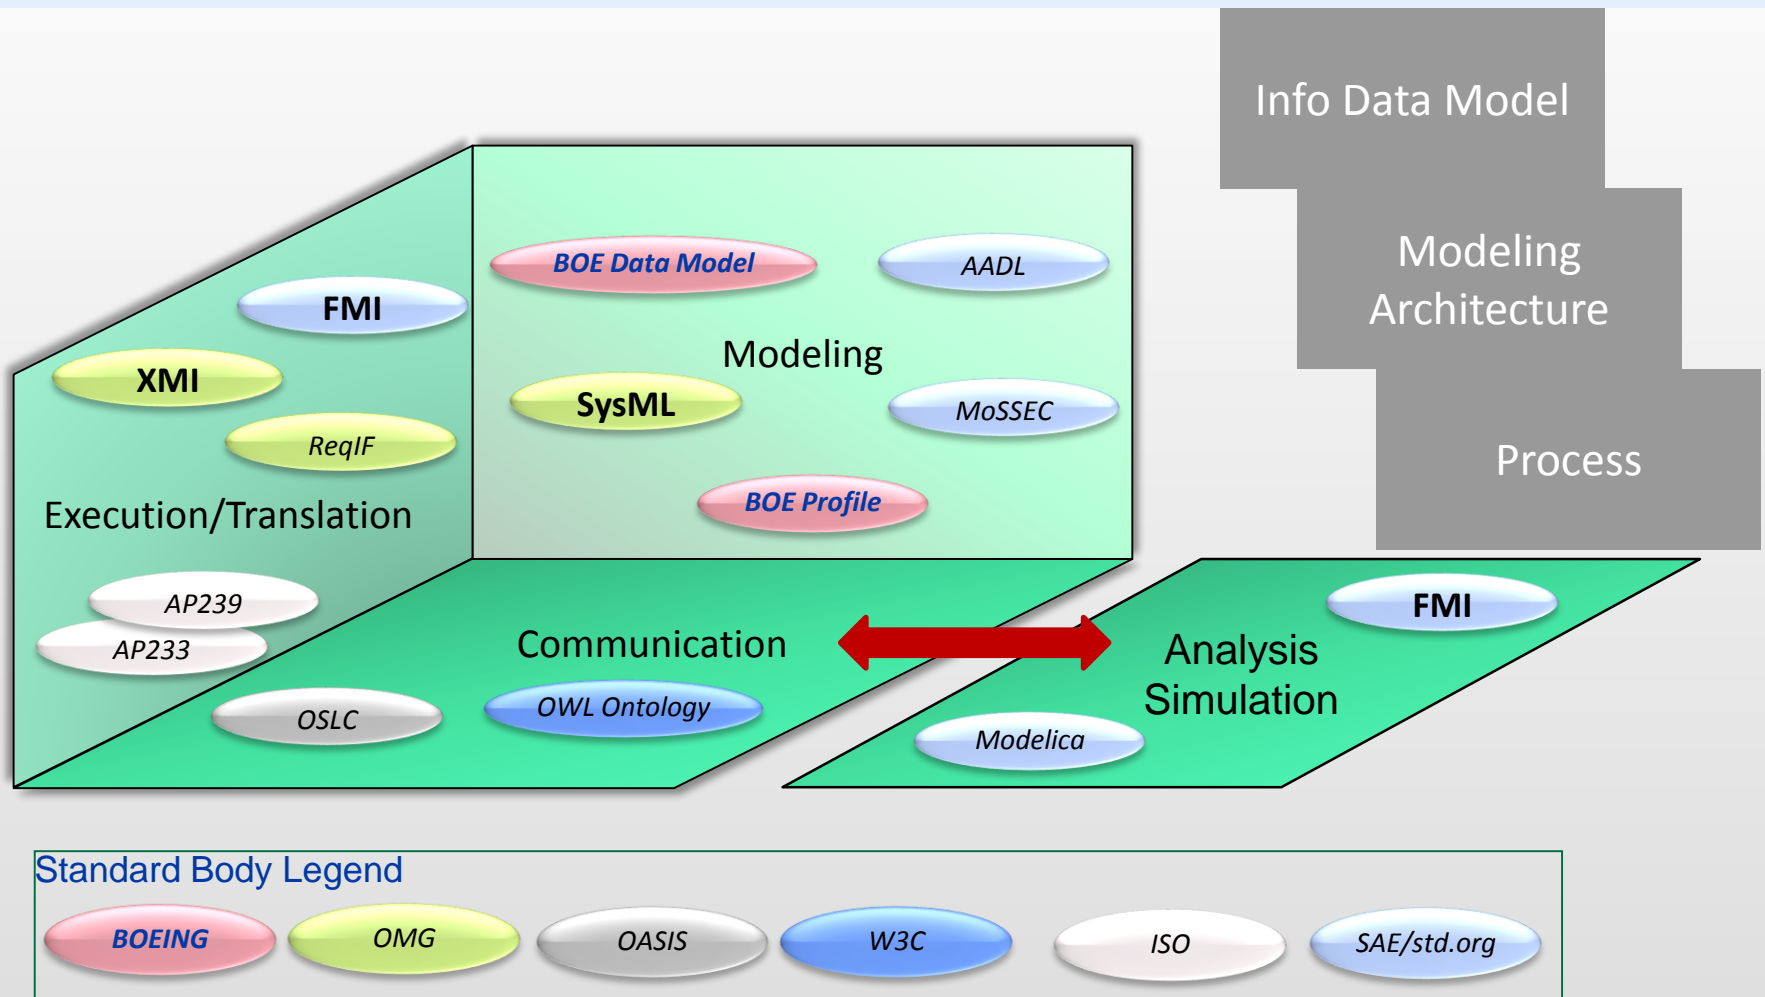 Info Data Model
Modeling
Architecture
Process
BOE Data Model
AADL
FMI
Modeling
XMI
SysML
MoSSEC
ReqIF
BOE Profile
Execution/Translation
AP239
AP233
Communication
OSLC
OWL Ontology
FMI
Analysis
Simulation
Modelica
Standard Body Legend
BOEING
OMG
OASIS
W3C
ISO
SAE/std.org